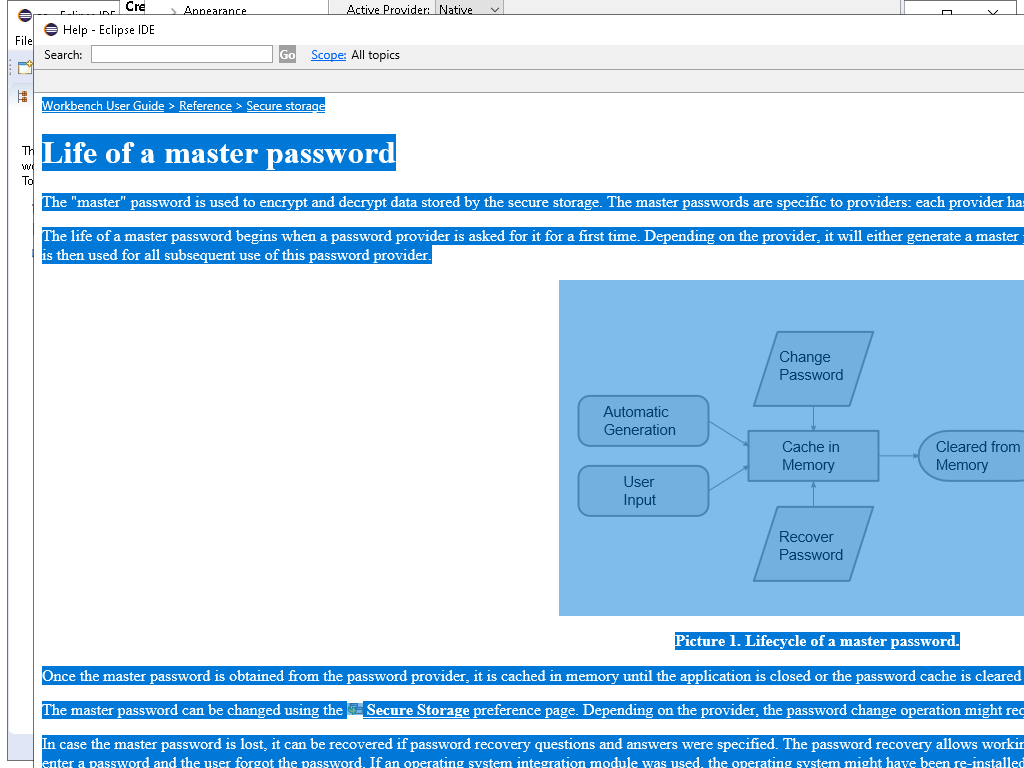 Cre
Appearance
Active Provider: Native
File
Help - Eclipse IDE
Search:
Go
Scope: All topics
Workbench User Guide > Reference > Secure storage
Life of a master password
The "master" password is used to encrypt and decrypt data stored by the secure storage. The master passwords are specific to providers: each provider has
The life of a master password begins when a password provider is asked for it for a first time. Depending on the provider, it will either generate a master
is then used for all subsequent use of this password provider.
Change
Password
Automatic
Generation
Cache in
Memory
Cleared from
Memory
User
Input
Recover
Password
Picture 1. Lifecycle of a master password.
Once the master password is obtained from the password provider, it is cached in memory until the application is closed or the password cache is cleared
The master password can be changed using the Secure Storage preference page. Depending on the provider, the password change operation might rec
In case the master password is lost, it can be recovered if password recovery questions and answers were specified. The password recovery allows workin
enter a password and the user forgot the password. If an operating system integration module was used, the operating system might have been re-installed